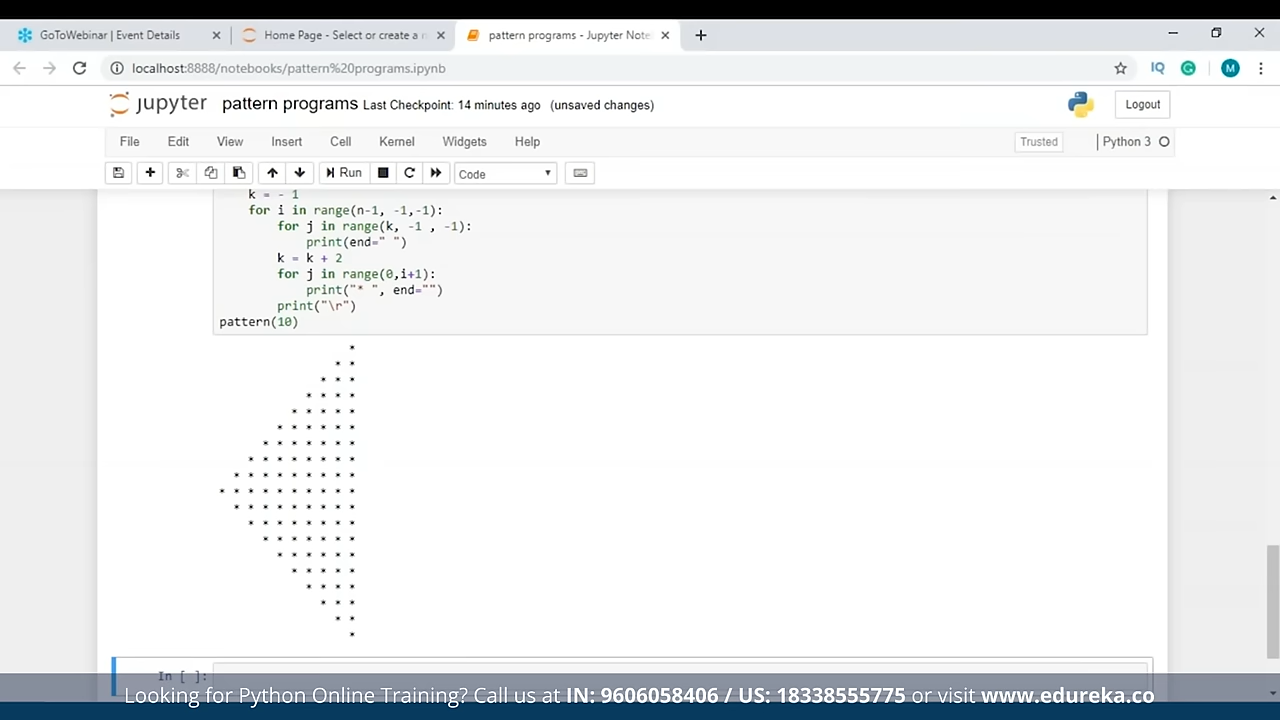 GoToWebinar | Event Details
Home Page - Select or create a n
pattern programs - Jupyter Note
localhost:8888/notebooks/pattern%20programs.ipynb
IQ
G
M
jupyter pattern programs Last Checkpoint: 14 minutes ago (unsaved changes)
Logout
File Edit View Insert Cell Kernel Widgets Help
Trusted
Python 3
Run
Code
k = - 1
for i in range(n-1, -1,-1):
for j in range(k, -1 , -1):
print(end=" ")
k = k + 2
for j in range(0,i+1):
print("* ", end="")
print("\r")
pattern(10)
*
* *
* * *
* * * *
* * * * *
* * * * * *
* * * * * * *
* * * * * * * *
* * * * * * * * *
* * * * * * * * * *
* * * * * * * * *
* * * * * * * *
* * * * * * *
* * * * * *
* * * * *
* * * *
* * *
* *
*
In [ ]:
Looking for Python Online Training? Call us at IN: 9606058406 / US: 18338555775 or visit www.edureka.co